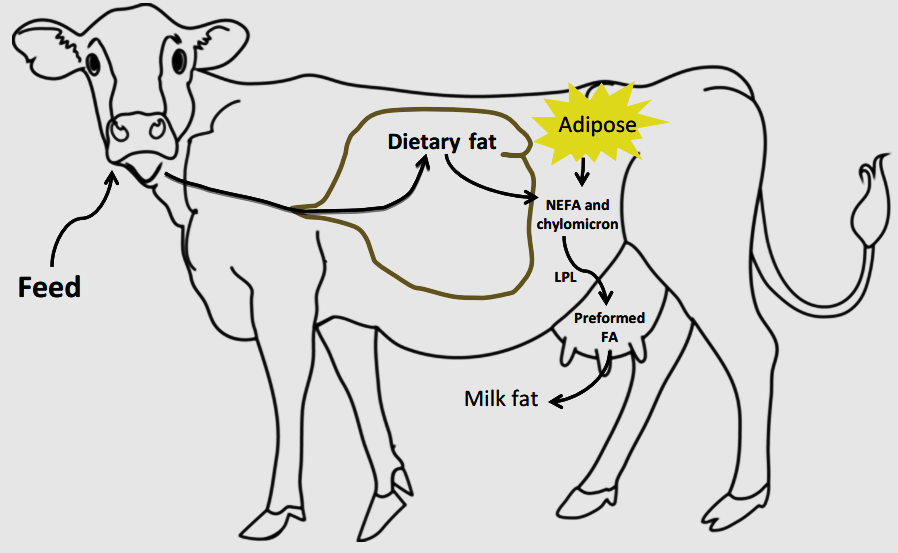 Adipose
Dietary fat
NEFA and
chylomicron
Feed
LPL
Preformed
FA
Milk fat